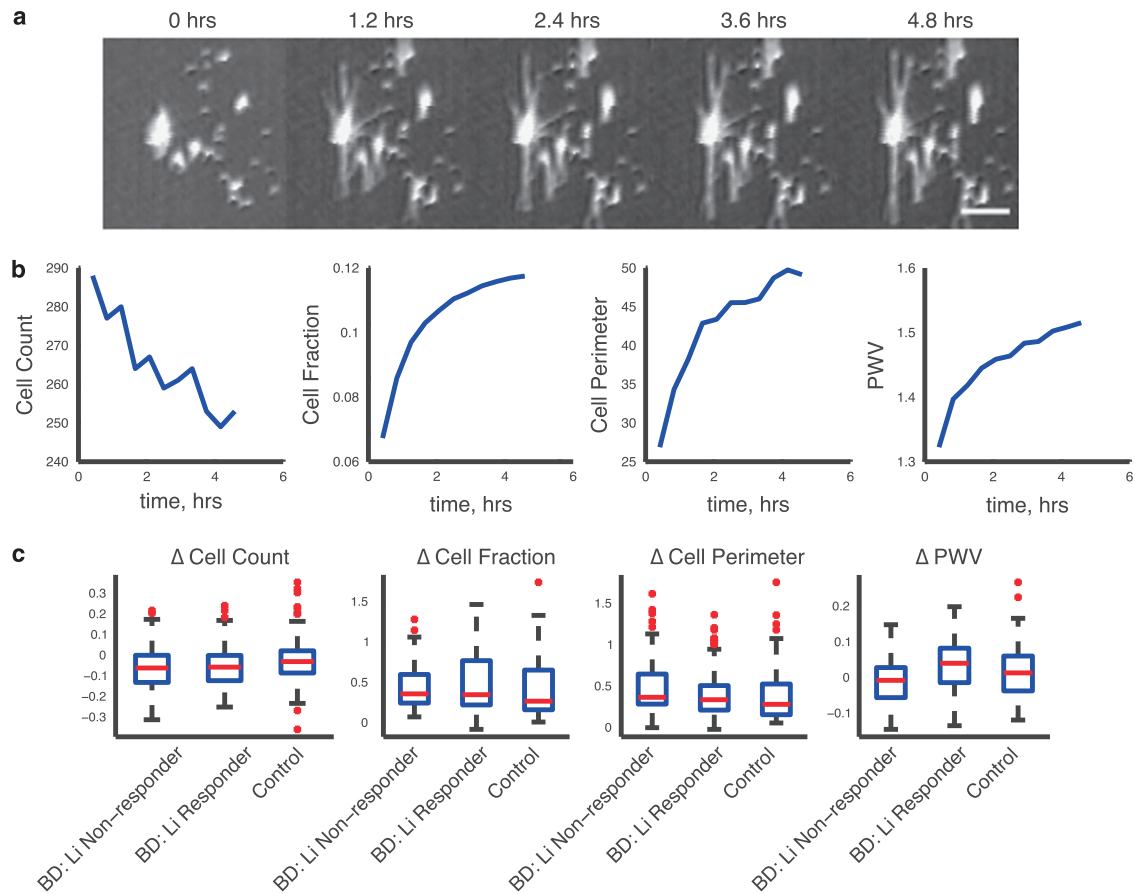 a
0 hrs 1.2 hrs 2.4 hrs 3.6 hrs 4.8 hrs
b
Cell Count
290
280
270
260
250
240
0 2 4 6
time, hrs
Cell Fraction
0.12
0.1
0.08
0.06
0 2 4 6
time, hrs
Cell Perimeter
50
45
40
35
30
25
0 2 4 6
time, hrs
PWV
1.6
1.5
1.4
1.3
0 2 4 6
time, hrs
c
Δ Cell Count
0.3
0.2
0.1
0
−0.1
−0.2
−0.3
BD: Li Non−responder
BD: Li Responder
Control
Δ Cell Fraction
1.5
1
0.5
0
BD: Li Non−responder
BD: Li Responder
Control
Δ Cell Perimeter
1.5
1
0.5
0
BD: Li Non−responder
BD: Li Responder
Control
Δ PWV
0.2
0.1
0
−0.1
BD: Li Non−responder
BD: Li Responder
Control